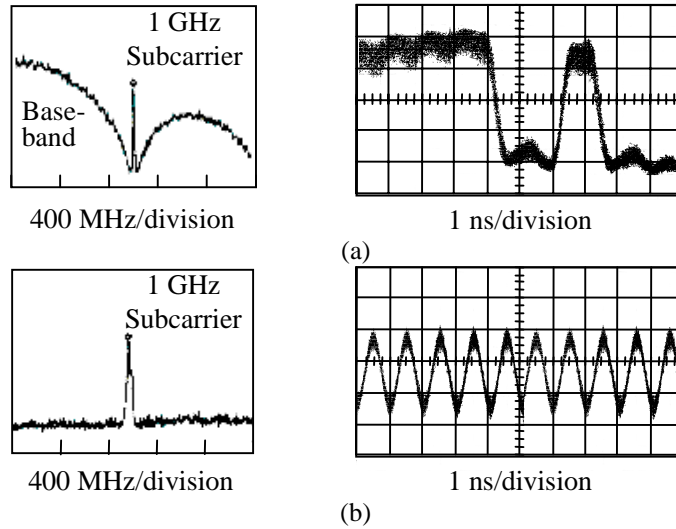 1 GHz
Subcarrier
Base-
band
400 MHz/division
1 ns/division
(a)
1 GHz
Subcarrier
400 MHz/division
1 ns/division
(b)